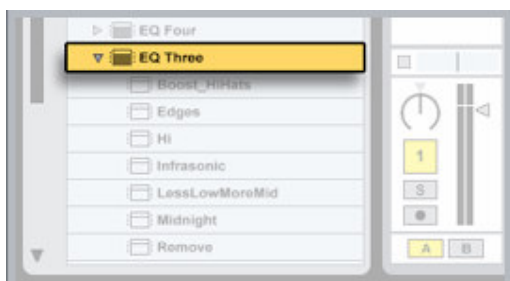 EQ Four
EQ Three
Boost_HiHats
Edges
Hi
Infrasonic
LessLowMoreMid
Midnight
Remove
1
S
A B